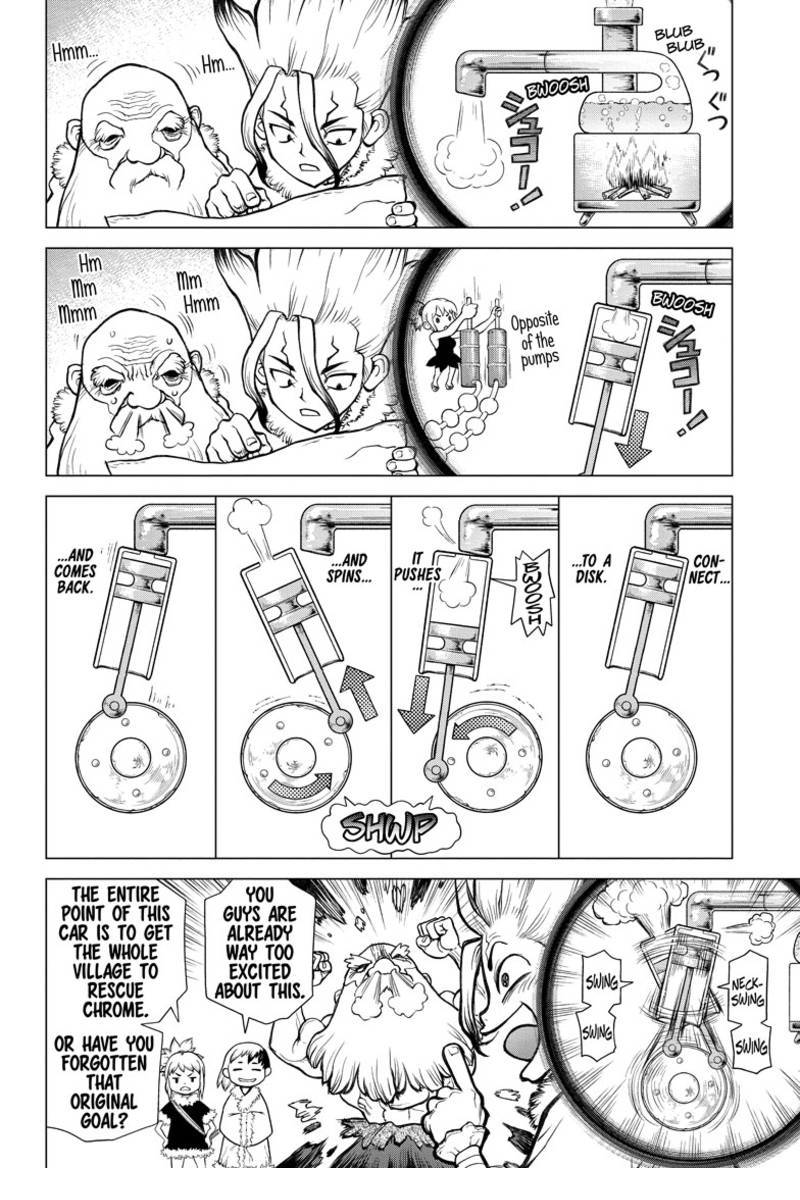 BLUB
BLUB
ぐつ
ぐつ
BWOOSH
シュコー!
Hm...
Hmm...
BWOOSH
シュコー!
Opposite
of the
pumps
Mm
Hmm
Hm
Mm
Mmm
CON-
NECT...
...TO A
DISK.
BWOOSH
IT
PUSHES
...
...AND
SPINS...
...AND
COMES
BACK.
SHWP
SWING
NECK-
SWING
SWING
SWING
YOU
GUYS ARE
ALREADY
WAY TOO
EXCITED
ABOUT THIS.
THE ENTIRE
POINT OF THIS
CAR IS TO GET
THE WHOLE
VILLAGE TO
RESCUE
CHROME.
OR HAVE YOU
FORGOTTEN
THAT
ORIGINAL
GOAL?